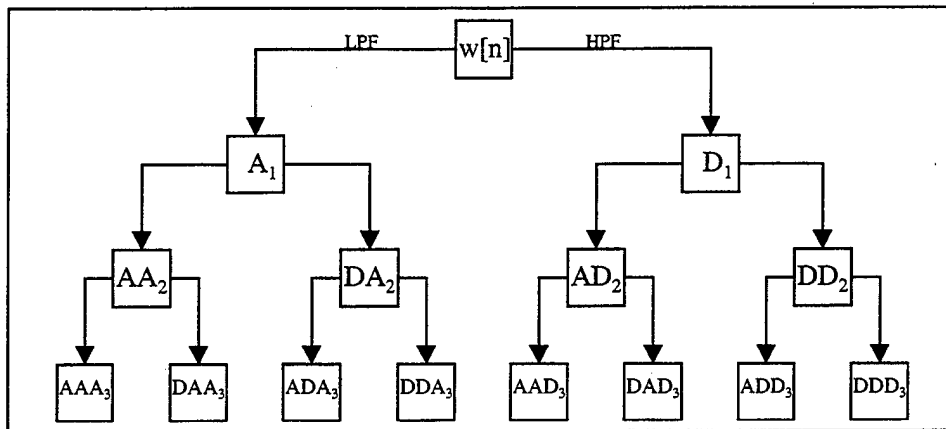 LPF w[n] HPF
A₁ D₁
AA₂ DA₂ AD₂ DD₂
AAA₃ DAA₃ ADA₃ DDA₃ AAD₃ DAD₃ ADD₃ DDD₃